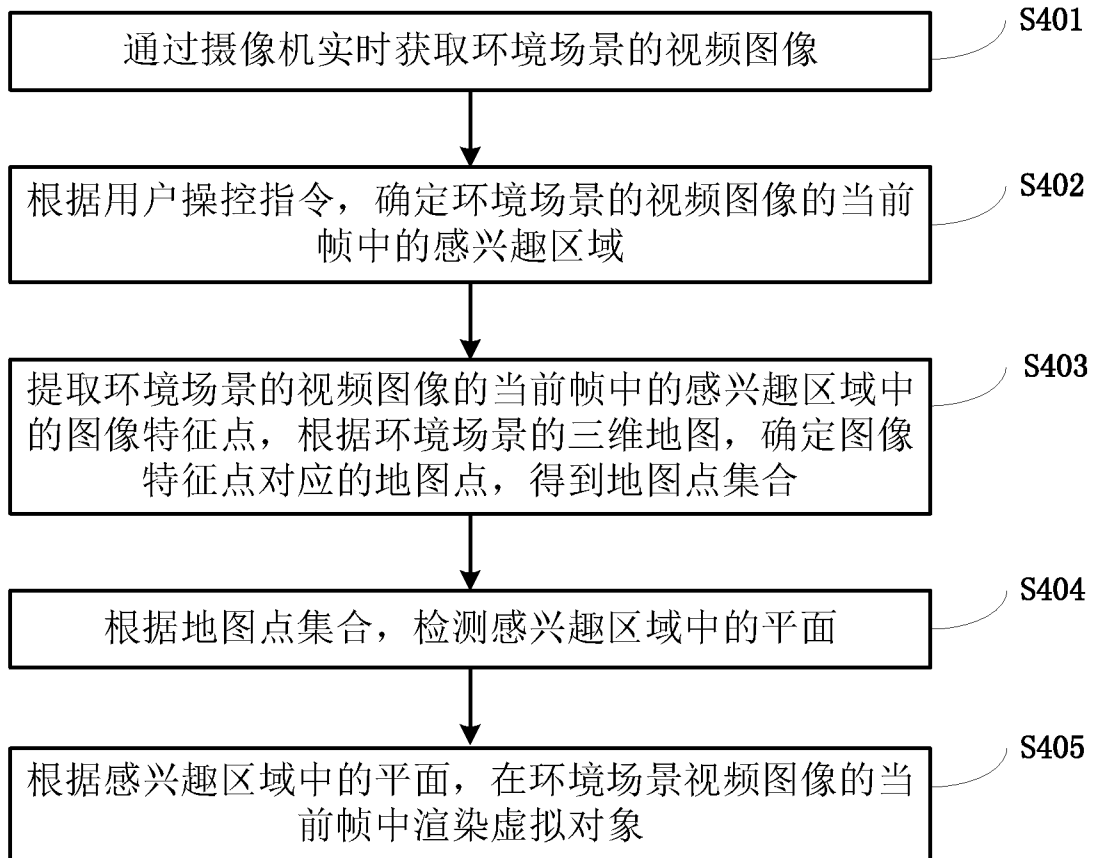 通过摄像机实时获取环境场景的视频图像
S401
根据用户操控指令，确定环境场景的视频图像的当前
帧中的感兴趣区域
S402
提取环境场景的视频图像的当前帧中的感兴趣区域中
的图像特征点，根据环境场景的三维地图，确定图像
特征点对应的地图点，得到地图点集合
S403
根据地图点集合，检测感兴趣区域中的平面
S404
根据感兴趣区域中的平面，在环境场景视频图像的当
前帧中渲染虚拟对象
S405